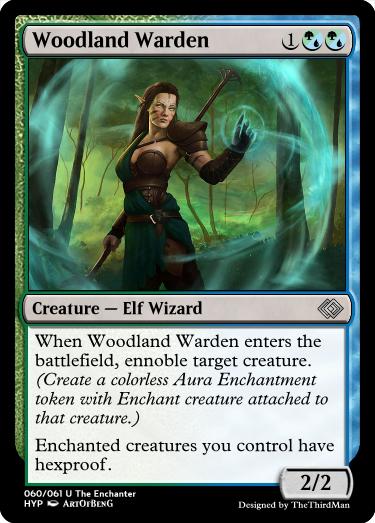 Woodland Warden 1
Creature — Elf Wizard
When Woodland Warden enters the
battlefield, ennoble target creature.
(Create a colorless Aura Enchantment
token with Enchant creature attached to
that creature.)
Enchanted creatures you control have
hexproof.
2/2
060/061 U The Enchanter
HYP ArtOfBenG
Designed by TheThirdMan